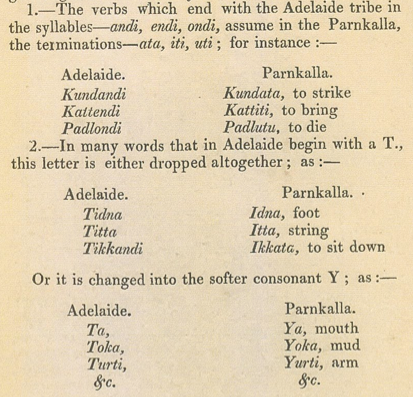 1.—The verbs which end with the Adelaide tribe in
the syllables—andi, endi, ondi, assume in the Parnkalla,
the terminations—ata, iti, uti; for instance :—
Adelaide. Parnkalla.
Kundandi Kundata, to strike
Kattendi Kattiti, to bring
Padlondi Padlutu, to die
2.—In many words that in Adelaide begin with a T.,
this letter is either dropped altogether; as :—
Adelaide. Parnkalla.
Tidna Idna, foot
Titta Itta, string
Tikkandi Ikkata, to sit down
Or it is changed into the softer consonant Y; as :—
Adelaide. Parnkalla.
Ta, Ya, mouth
Toka, Yoka, mud
Turti, Yurti, arm
&c. &c.